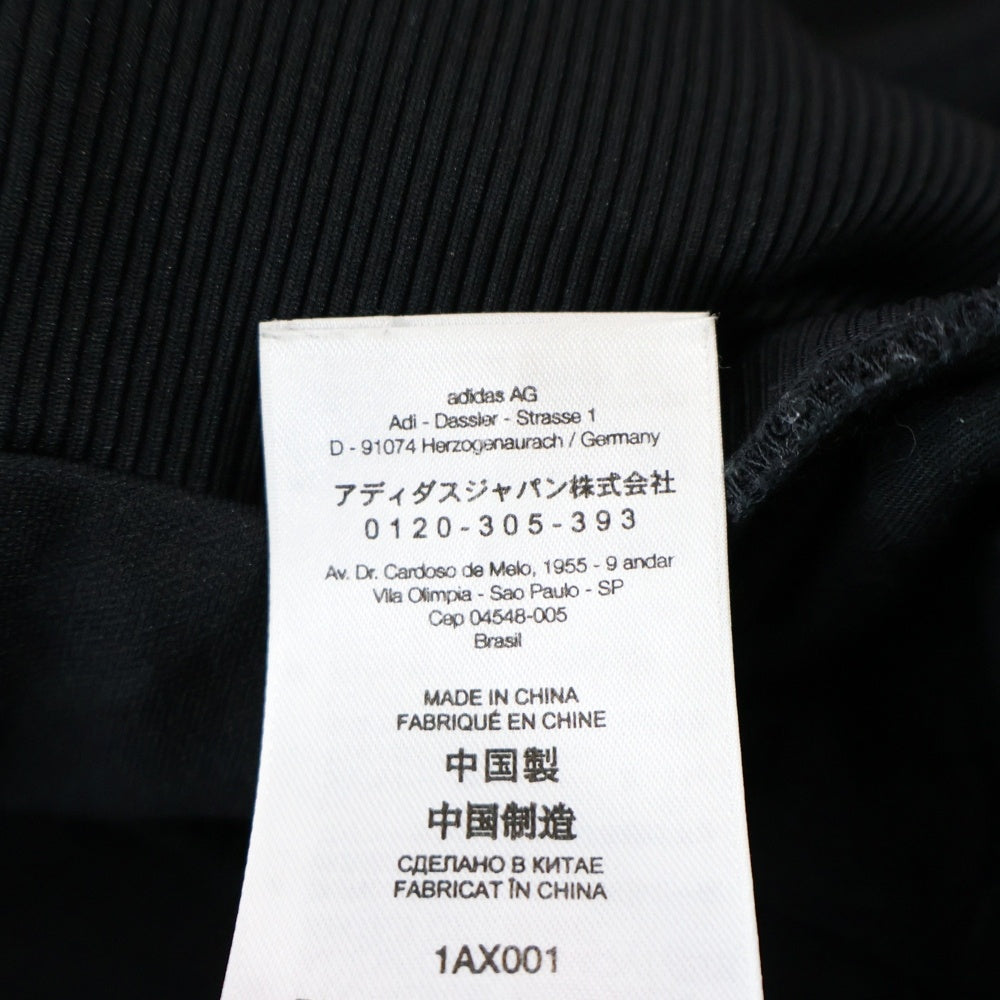 adidas AG
Adi - Dassler - Strasse 1
D - 91074 Herzogenaurach / Germany
アディダスジャパン株式会社
0120-305-393
Av. Dr. Cardoso de Melo, 1955 - 9 andar
Vila Olimpia - Sao Paulo - SP
Cep 04548-005
Brasil
MADE IN CHINA
FABRIQUÉ EN CHINE
中国製
中国制造
СДЕЛАНО В КИТАЕ
FABRICAT ÎN CHINA
1AX001